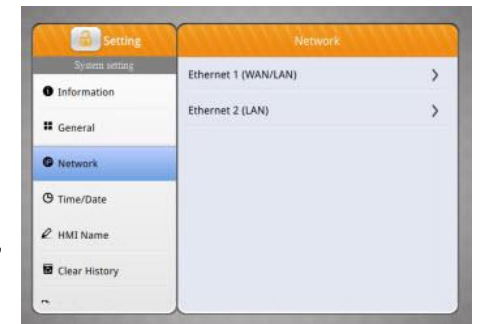 Setting
System setting
Information
General
Network
Time/Date
HMI Name
Clear History
Network
Ethernet 1 (WAN/LAN)
Ethernet 2 (LAN)